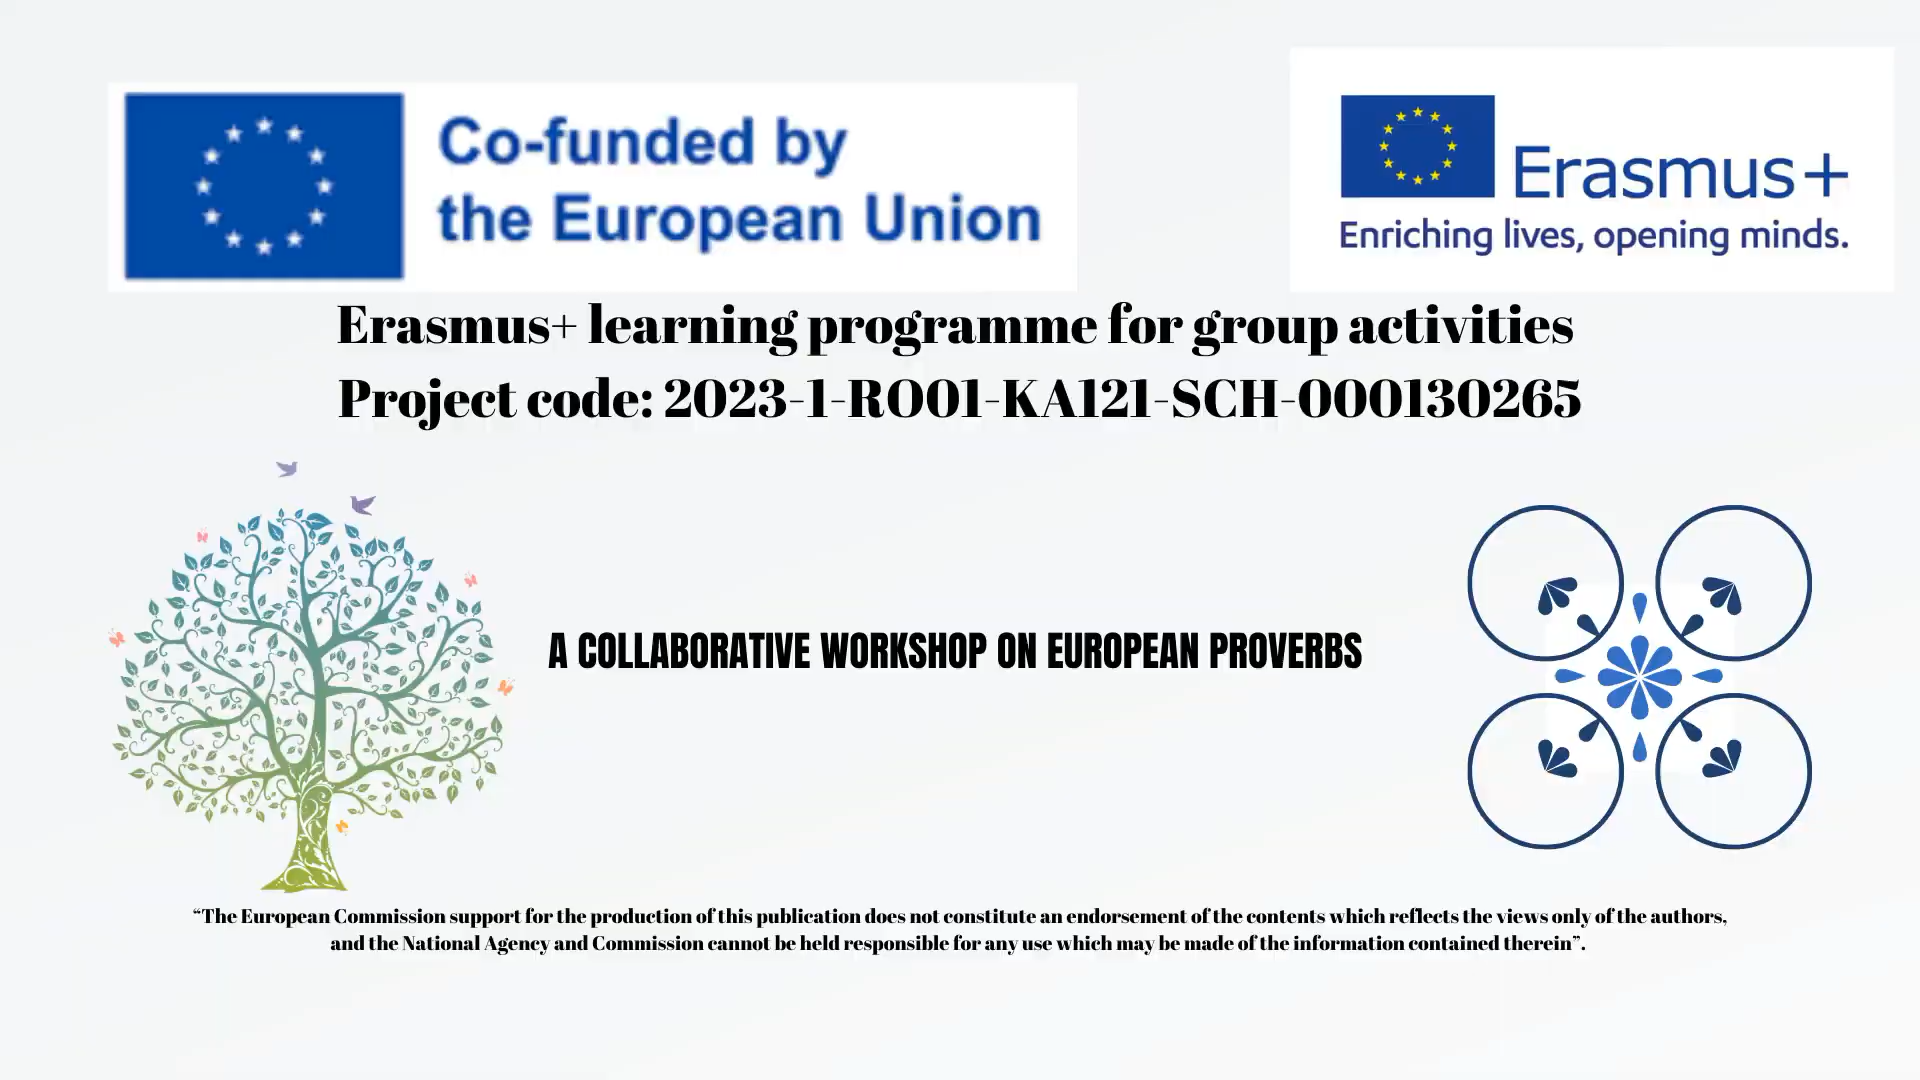 Co-funded by
the European Union
Erasmus+
Enriching lives, opening minds.
Erasmus+ learning programme for group activities
Project code: 2023-1-RO01-KA121-SCH-000130265
A COLLABORATIVE WORKSHOP ON EUROPEAN PROVERBS
“The European Commission support for the production of this publication does not constitute an endorsement of the contents which reflects the views only of the authors,
and the National Agency and Commission cannot be held responsible for any use which may be made of the information contained therein”.